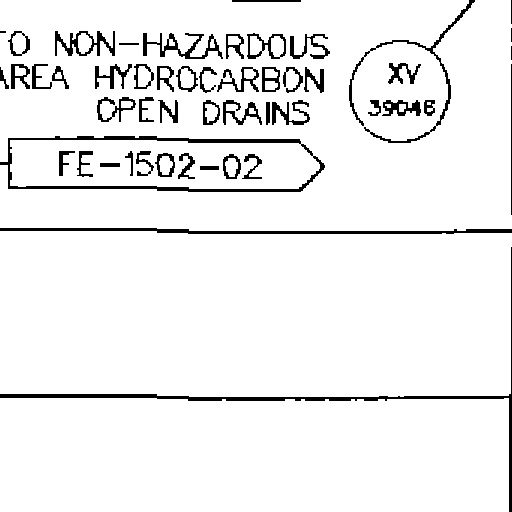 TO NON-HAZARDOUS
AREA HYDROCARBON
OPEN DRAINS
XV
39046
FE-1502-02